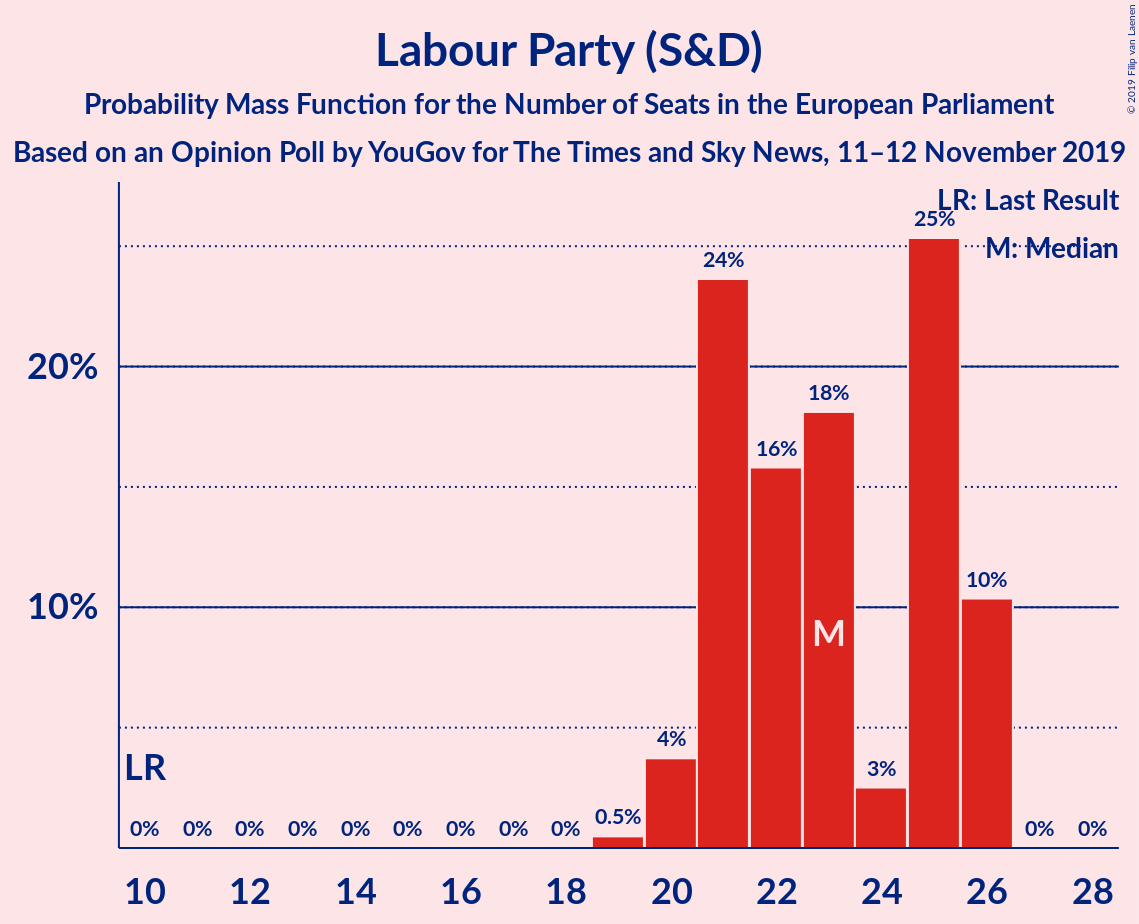 Labour Party (S&D)
Probability Mass Function for the Number of Seats in the European Parliament
Based on an Opinion Poll by YouGov for The Times and Sky News, 11–12 November 2019
© 2019 Filip van Laenen
LR: Last Result
M: Median
25%
24%
20%
18%
16%
10%
10%
M
4%
3%
LR
0.5%
0% 0% 0% 0% 0% 0% 0% 0% 0% 0% 0%
10 12 14 16 18 20 22 24 26 28